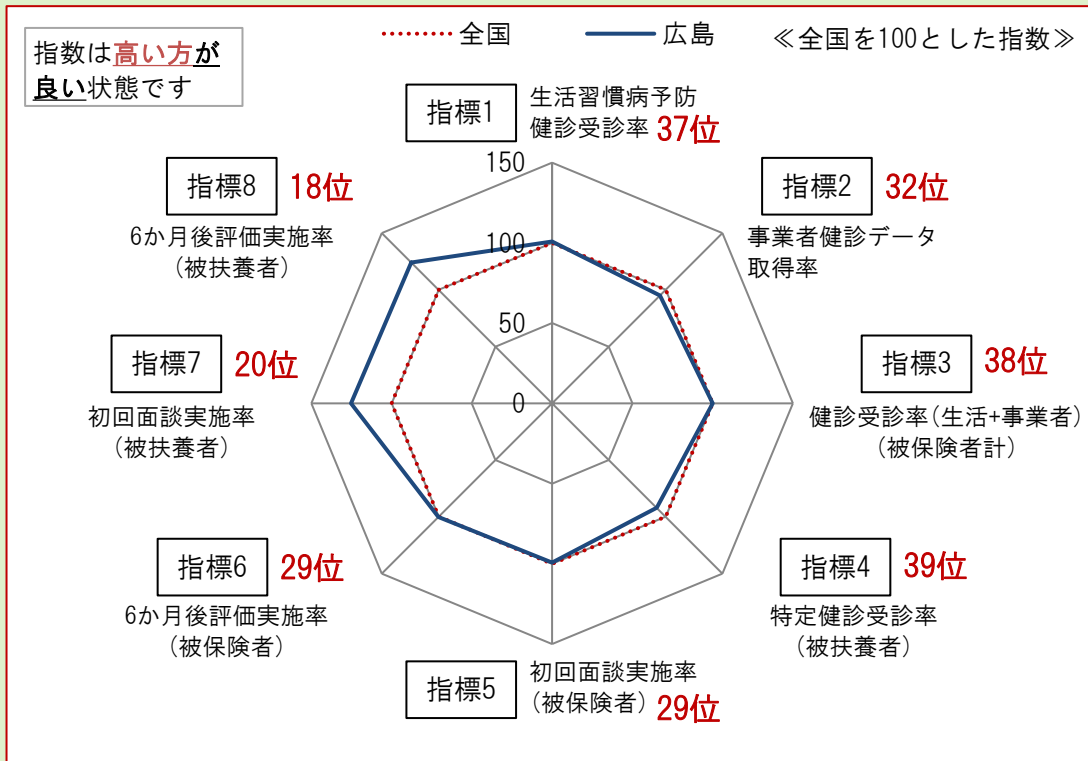 指数は高い方が
良い状態です
全国
広島
≪全国を100とした指数≫
指標1
生活習慣病予防
健診受診率 37位
指標2
32位
事業者健診データ
取得率
指標3
38位
健診受診率(生活+事業者)
(被保険者計)
指標4
39位
特定健診受診率
(被扶養者)
指標5
初回面談実施率
(被保険者) 29位
指標6
29位
6か月後評価実施率
(被保険者)
指標7
20位
初回面談実施率
(被扶養者)
指標8
18位
6か月後評価実施率
(被扶養者)
150
100
50
0